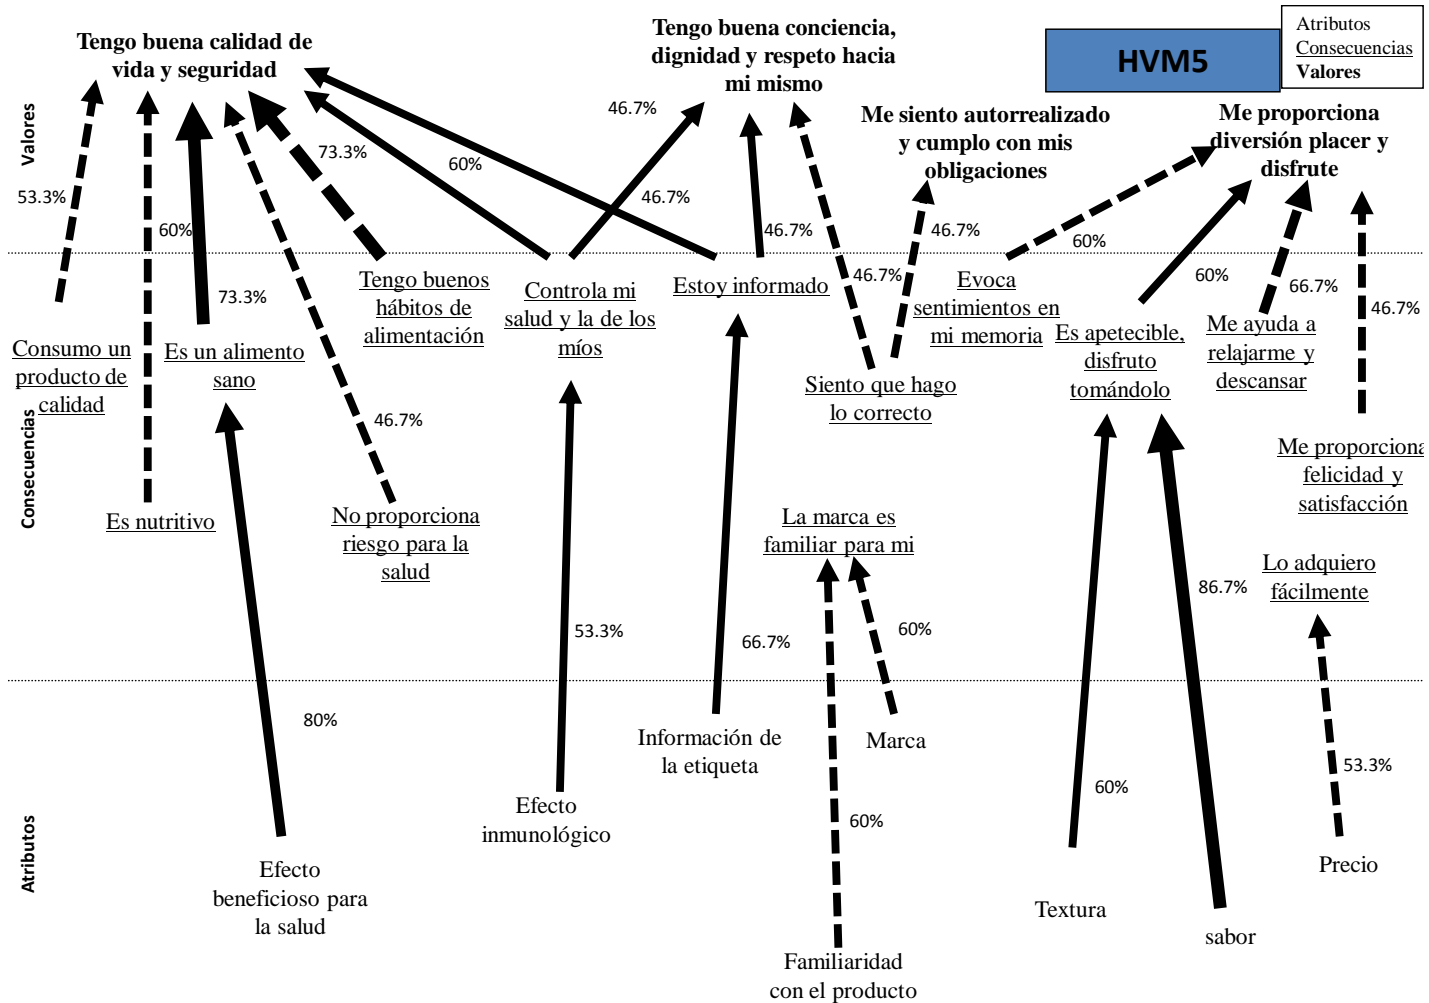 Tengo buena calidad de
vida y seguridad
Tengo buena conciencia,
dignidad y respeto hacia
mi mismo
HVM5
Atributos
Consecuencias
Valores
Me siento autorrealizado
y cumplo con mis
obligaciones
Me proporciona
diversión placer y
disfrute
Valores
53.3%
60%
73.3%
73.3%
60%
46.7%
46.7%
46.7%
46.7%
46.7%
60%
60%
66.7%
46.7%
Consecuencias
Consumo un
producto de
calidad
Es un alimento
sano
Tengo buenos
hábitos de
alimentación
Controla mi
salud y la de los
míos
Estoy informado
Siento que hago
lo correcto
Evoca
sentimientos en
mi memoria
Es apetecible,
disfruto
tomándolo
Me ayuda a
relajarme y
descansar
Me proporciona
felicidad y
satisfacción
46.7%
Es nutritivo
No proporciona
riesgo para la
salud
La marca es
familiar para mi
Lo adquiero
fácilmente
53.3%
66.7%
60%
86.7%
Atributos
80%
Efecto
beneficioso para
la salud
Efecto
inmunológico
Información de
la etiqueta
Marca
60%
Familiaridad
con el producto
60%
Textura
sabor
53.3%
Precio